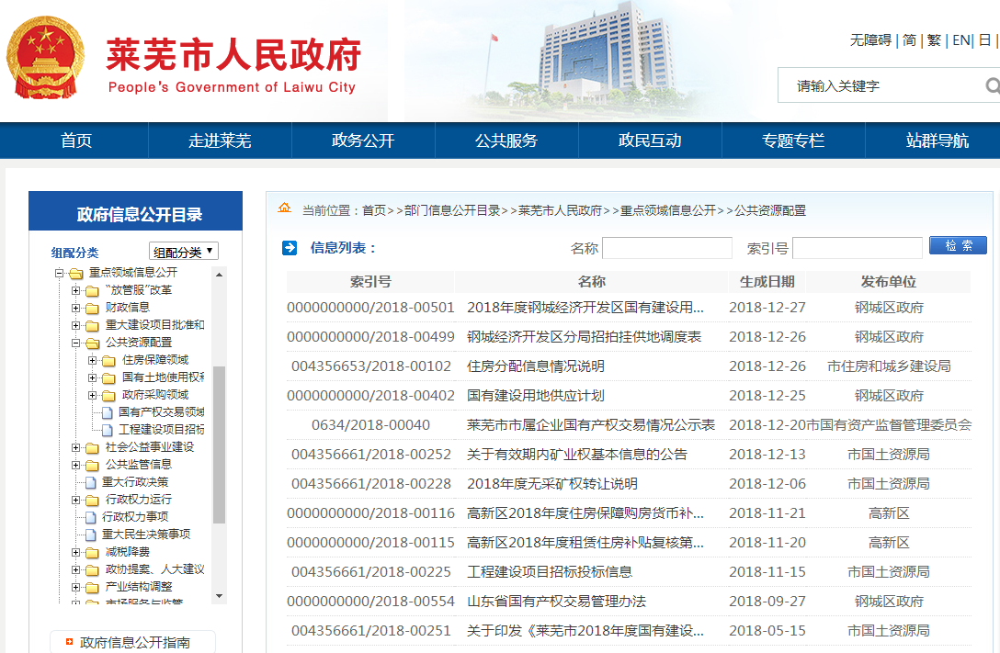 莱芜市人民政府
People's Government of Laiwu City
无障碍 | 简 | 繁 | EN| 日 |
请输入关键字
首页 走进莱芜 政务公开 公共服务 政民互动 专题专栏 站群导航
政府信息公开目录
组配分类 组配分类
重点领域信息公开
“放管服”改革
财政信息
重大建设项目批准和
公共资源配置
住房保障领域
国有土地使用权和
政府采购领域
国有产权交易领域
工程建设项目招标
社会公益事业建设
公共监管信息
重大行政决策
行政权力运行
行政权力事项
重大民生决策事项
减税降费
政协提案、人大建议
产业结构调整
市场服务与监管
政府信息公开指南
当前位置：首页>>部门信息公开目录>>莱芜市人民政府>>重点领域信息公开>>公共资源配置
信息列表： 名称 索引号 检 索
索引号 名称 生成日期 发布单位
0000000000/2018-00501 2018年度钢城经济开发区国有建设用... 2018-12-27 钢城区政府
0000000000/2018-00499 钢城经济开发区分局招拍挂供地调度表 2018-12-26 钢城区政府
004356653/2018-00102 住房分配信息情况说明 2018-12-26 市住房和城乡建设局
0000000000/2018-00402 国有建设用地供应计划 2018-12-25 钢城区政府
0634/2018-00040 莱芜市市属企业国有产权交易情况公示表 2018-12-20 市国有资产监督管理委员会
004356661/2018-00252 关于有效期内矿业权基本信息的公告 2018-12-13 市国土资源局
004356661/2018-00228 2018年度无采矿权转让说明 2018-12-06 市国土资源局
0000000000/2018-00116 高新区2018年度住房保障购房货币补... 2018-11-21 高新区
0000000000/2018-00115 高新区2018年度租赁住房补贴复核第... 2018-11-20 高新区
004356661/2018-00225 工程建设项目招标投标信息 2018-11-15 市国土资源局
0000000000/2018-00554 山东省国有产权交易管理办法 2018-09-27 钢城区政府
004356661/2018-00251 关于印发《莱芜市2018年度国有建设... 2018-05-15 市国土资源局